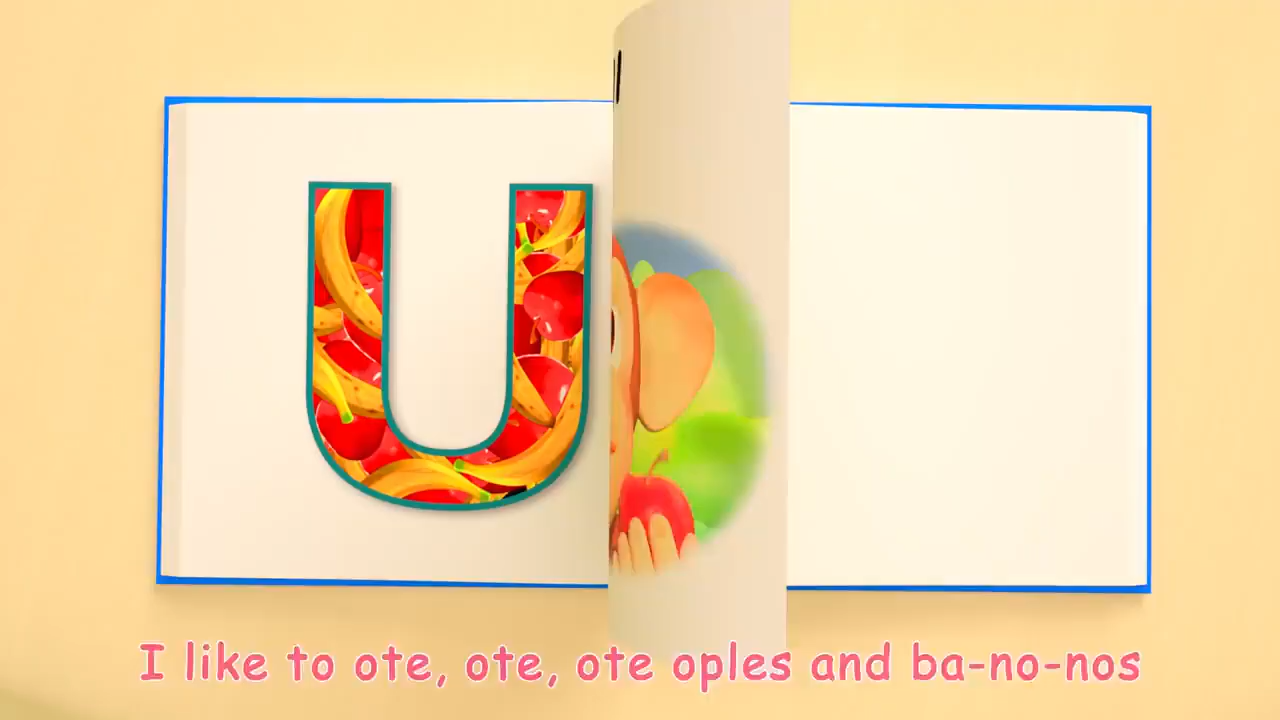 U
I like to ote, ote, ote oples and ba-no-nos